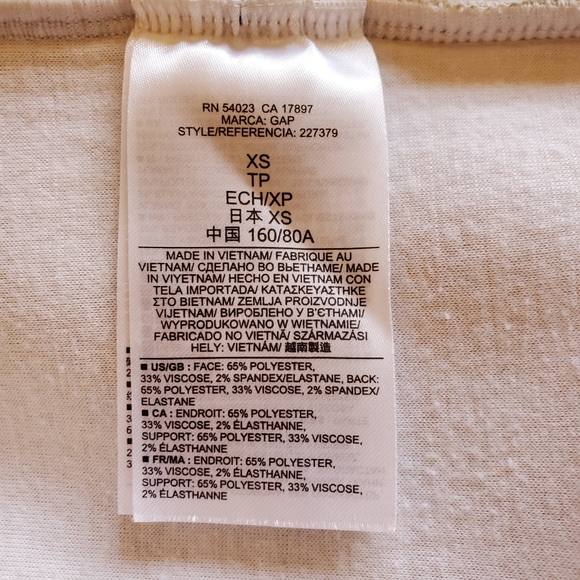 RN 54023 CA 17897
MARCA: GAP
STYLE/REFERENCIA: 227379
XS
TP
ECH/XP
日本 XS
中国 160/80A
MADE IN VIETNAM/ FABRIQUE AU
VIETNAM/ СДЕЛАНО ВО ВЬЕТНАМЕ/ MADE
IN VIYETNAM/ HECHO EN VIETNAM CON
TELA IMPORTADA/ ΚΑΤΑΣΚΕΥΑΣΤΗΚΕ
ΣΤΟ ΒΙΕΤΝΑΜ/ ZEMLJA PROIZVODNJE
VIJETNAM/ ВИРОБЛЕНО У В'ЄТНАМІ/
WYPRODUKOWANO W WIETNAMIE/
FABRICADO NO VIETNÃ/ SZÁRMAZÁSI
HELY: VIETNÁM/ 越南製造
■ US/GB : FACE: 65% POLYESTER,
33% VISCOSE, 2% SPANDEX/ELASTANE, BACK:
65% POLYESTER, 33% VISCOSE, 2% SPANDEX/
ELASTANE
■ CA : ENDROIT: 65% POLYESTER,
33% VISCOSE, 2% ÉLASTHANNE,
SUPPORT: 65% POLYESTER, 33% VISCOSE,
2% ÉLASTHANNE
■ FR/MA : ENDROIT: 65% POLYESTER,
33% VISCOSE, 2% ÉLASTHANNE,
SUPPORT: 65% POLYESTER, 33% VISCOSE,
2% ÉLASTHANNE